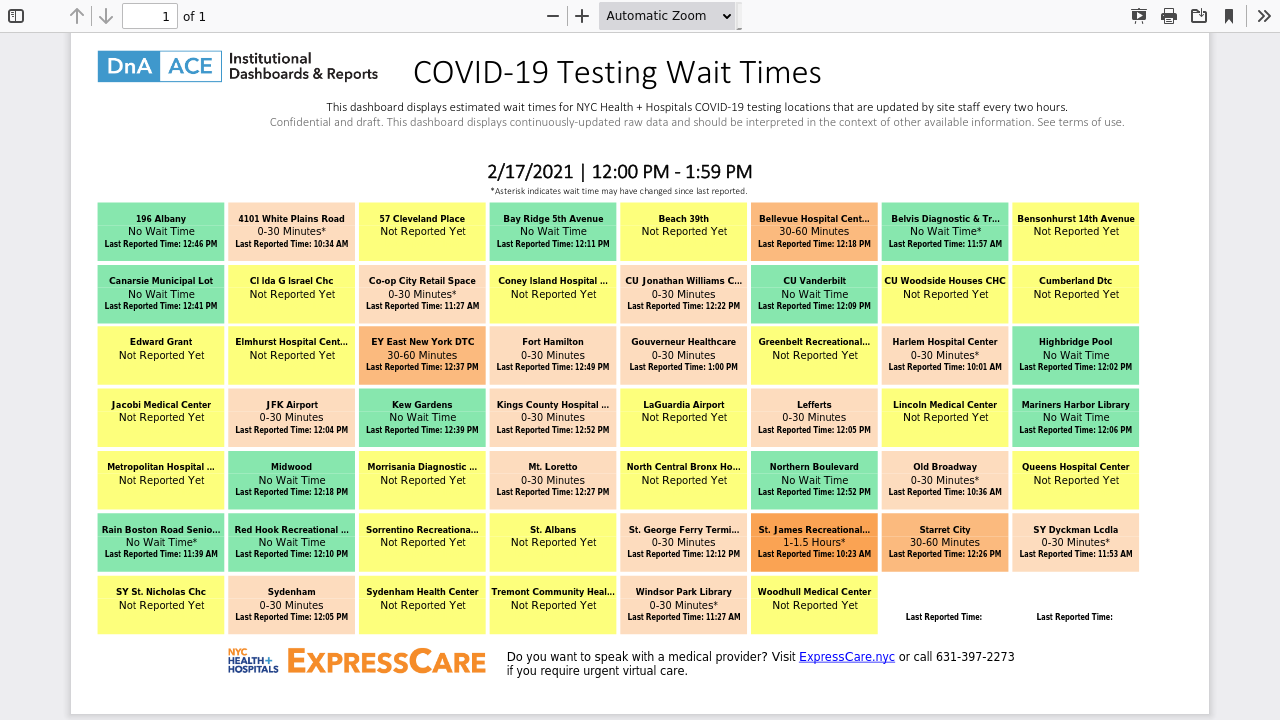 1 of 1 Automatic Zoom
DnA ACE Institutional
Dashboards & Reports
COVID-19 Testing Wait Times
This dashboard displays estimated wait times for NYC Health + Hospitals COVID-19 testing locations that are updated by site staff every two hours.
Confidential and draft. This dashboard displays continuously-updated raw data and should be interpreted in the context of other available information. See terms of use.
2/17/2021 | 12:00 PM - 1:59 PM
*Asterisk indicates wait time may have changed since last reported.
196 Albany
No Wait Time
Last Reported Time: 12:46 PM
4101 White Plains Road
0-30 Minutes*
Last Reported Time: 10:34 AM
57 Cleveland Place
Not Reported Yet
Bay Ridge 5th Avenue
No Wait Time
Last Reported Time: 12:11 PM
Beach 39th
Not Reported Yet
Bellevue Hospital Cent...
30-60 Minutes
Last Reported Time: 12:18 PM
Belvis Diagnostic & Tr...
No Wait Time*
Last Reported Time: 11:57 AM
Bensonhurst 14th Avenue
Not Reported Yet
Canarsie Municipal Lot
No Wait Time
Last Reported Time: 12:41 PM
Cl Ida G Israel Chc
Not Reported Yet
Co-op City Retail Space
0-30 Minutes*
Last Reported Time: 11:27 AM
Coney Island Hospital ...
Not Reported Yet
CU Jonathan Williams C...
0-30 Minutes
Last Reported Time: 12:22 PM
CU Vanderbilt
No Wait Time
Last Reported Time: 12:09 PM
CU Woodside Houses CHC
Not Reported Yet
Cumberland Dtc
Not Reported Yet
Edward Grant
Not Reported Yet
Elmhurst Hospital Cent...
Not Reported Yet
EY East New York DTC
30-60 Minutes
Last Reported Time: 12:37 PM
Fort Hamilton
0-30 Minutes
Last Reported Time: 12:49 PM
Gouverneur Healthcare
0-30 Minutes
Last Reported Time: 1:00 PM
Greenbelt Recreational...
Not Reported Yet
Harlem Hospital Center
0-30 Minutes*
Last Reported Time: 10:01 AM
Highbridge Pool
No Wait Time
Last Reported Time: 12:02 PM
Jacobi Medical Center
Not Reported Yet
JFK Airport
0-30 Minutes
Last Reported Time: 12:04 PM
Kew Gardens
No Wait Time
Last Reported Time: 12:39 PM
Kings County Hospital ...
0-30 Minutes
Last Reported Time: 12:52 PM
LaGuardia Airport
Not Reported Yet
Lefferts
0-30 Minutes
Last Reported Time: 12:05 PM
Lincoln Medical Center
Not Reported Yet
Mariners Harbor Library
No Wait Time
Last Reported Time: 12:06 PM
Metropolitan Hospital ...
Not Reported Yet
Midwood
No Wait Time
Last Reported Time: 12:18 PM
Morrisania Diagnostic ...
Not Reported Yet
Mt. Loretto
0-30 Minutes
Last Reported Time: 12:27 PM
North Central Bronx Ho...
Not Reported Yet
Northern Boulevard
No Wait Time
Last Reported Time: 12:52 PM
Old Broadway
0-30 Minutes*
Last Reported Time: 10:36 AM
Queens Hospital Center
Not Reported Yet
Rain Boston Road Senio...
No Wait Time*
Last Reported Time: 11:39 AM
Red Hook Recreational ...
No Wait Time
Last Reported Time: 12:10 PM
Sorrentino Recreationa...
Not Reported Yet
St. Albans
Not Reported Yet
St. George Ferry Termi...
0-30 Minutes
Last Reported Time: 12:12 PM
St. James Recreational...
1-1.5 Hours*
Last Reported Time: 10:23 AM
Starret City
30-60 Minutes
Last Reported Time: 12:26 PM
SY Dyckman Lcdla
0-30 Minutes*
Last Reported Time: 11:53 AM
SY St. Nicholas Chc
Not Reported Yet
Sydenham
0-30 Minutes
Last Reported Time: 12:05 PM
Sydenham Health Center
Not Reported Yet
Tremont Community Heal...
Not Reported Yet
Windsor Park Library
0-30 Minutes*
Last Reported Time: 11:27 AM
Woodhull Medical Center
Not Reported Yet
Last Reported Time:
Last Reported Time:
NYC
HEALTH+
HOSPITALS
EXPRESSCARE
Do you want to speak with a medical provider? Visit ExpressCare.nyc or call 631-397-2273
if you require urgent virtual care.